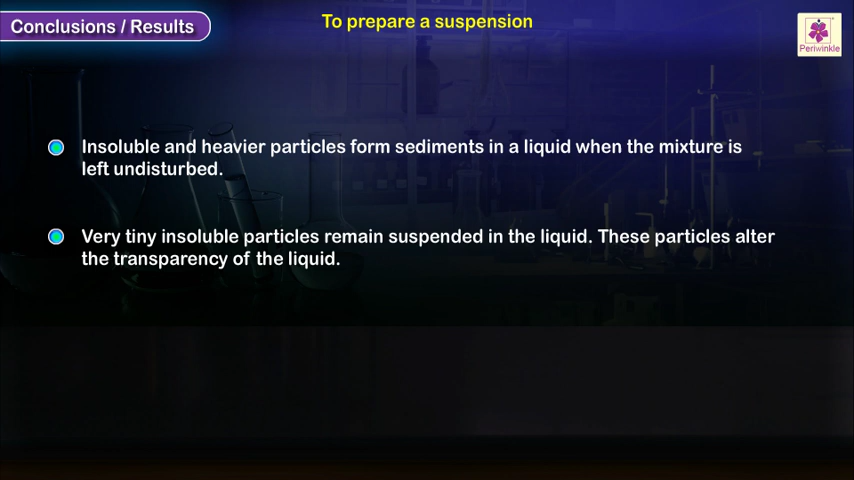 Conclusions / Results
To prepare a suspension
Periwinkle
Insoluble and heavier particles form sediments in a liquid when the mixture is
left undisturbed.
Very tiny insoluble particles remain suspended in the liquid. These particles alter
the transparency of the liquid.